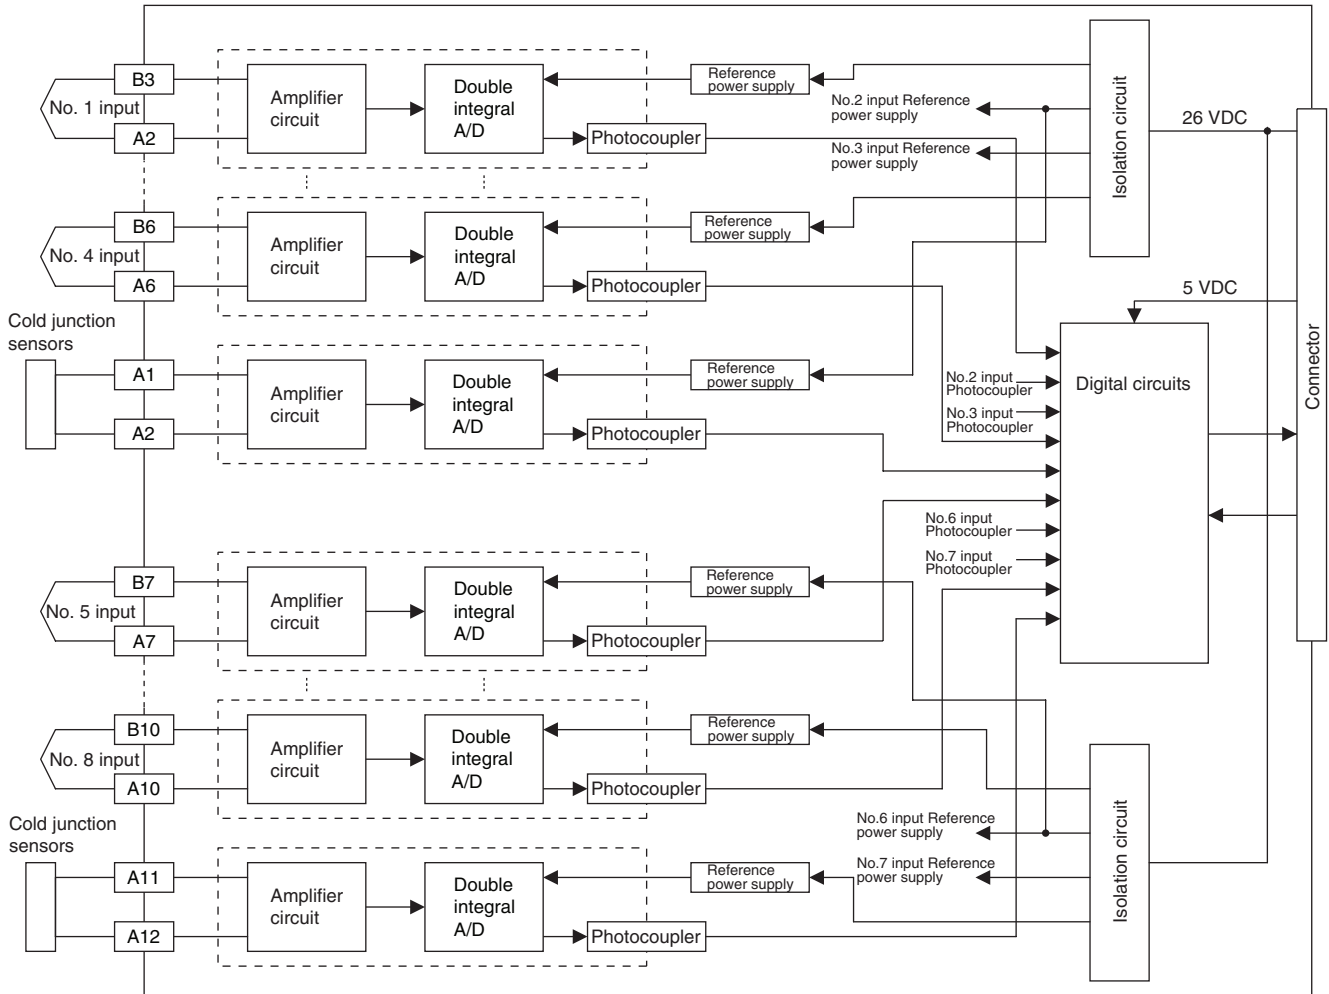 B3
No. 1 input
A2
Amplifier
circuit
Double
integral
A/D
Reference
power supply
Photocoupler
No.2 input Reference
power supply
No.3 input Reference
power supply
Isolation circuit
26 VDC
B6
No. 4 input
A6
Amplifier
circuit
Double
integral
A/D
Reference
power supply
Photocoupler
5 VDC
Connector
Cold junction
sensors
A1
A2
Amplifier
circuit
Double
integral
A/D
Reference
power supply
Photocoupler
No.2 input
Photocoupler
No.3 input
Photocoupler
Digital circuits
No.6 input
Photocoupler
No.7 input
Photocoupler
B7
No. 5 input
A7
Amplifier
circuit
Double
integral
A/D
Reference
power supply
Photocoupler
B10
No. 8 input
A10
Amplifier
circuit
Double
integral
A/D
Reference
power supply
Photocoupler
No.6 input Reference
power supply
No.7 input Reference
power supply
Isolation circuit
Cold junction
sensors
A11
A12
Amplifier
circuit
Double
integral
A/D
Reference
power supply
Photocoupler